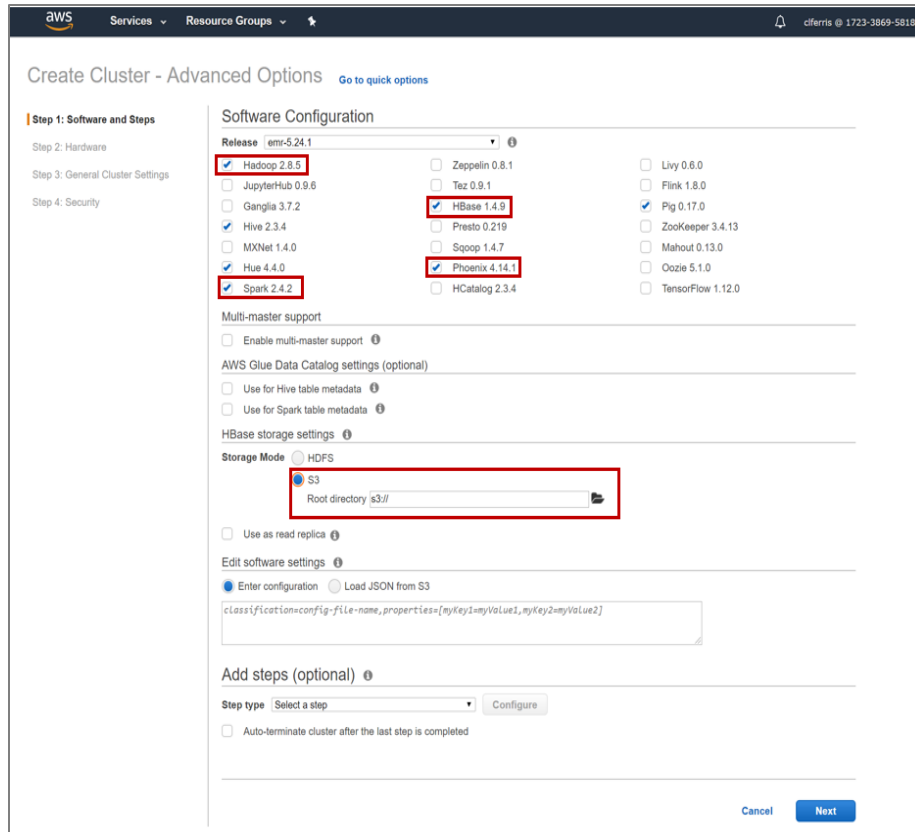 aws
Services
Resource Groups
clferris @ 1723-3869-5818
Create Cluster - Advanced Options
Go to quick options
Step 1: Software and Steps
Step 2: Hardware
Step 3: General Cluster Settings
Step 4: Security
Software Configuration
Release emr-5.24.1
Hadoop 2.8.5
Zeppelin 0.8.1
Livy 0.6.0
JupyterHub 0.9.6
Tez 0.9.1
Flink 1.8.0
Ganglia 3.7.2
HBase 1.4.9
Pig 0.17.0
Hive 2.3.4
Presto 0.219
ZooKeeper 3.4.13
MXNet 1.4.0
Sqoop 1.4.7
Mahout 0.13.0
Hue 4.4.0
Phoenix 4.14.1
Oozie 5.1.0
Spark 2.4.2
HCatalog 2.3.4
TensorFlow 1.12.0
Multi-master support
Enable multi-master support
AWS Glue Data Catalog settings (optional)
Use for Hive table metadata
Use for Spark table metadata
HBase storage settings
Storage Mode HDFS
S3
Root directory s3://
Use as read replica
Edit software settings
Enter configuration Load JSON from S3
classification=config-file-name,properties=[myKey1=myValue1,myKey2=myValue2]
Add steps (optional)
Step type Select a step Configure
Auto-terminate cluster after the last step is completed
Cancel Next